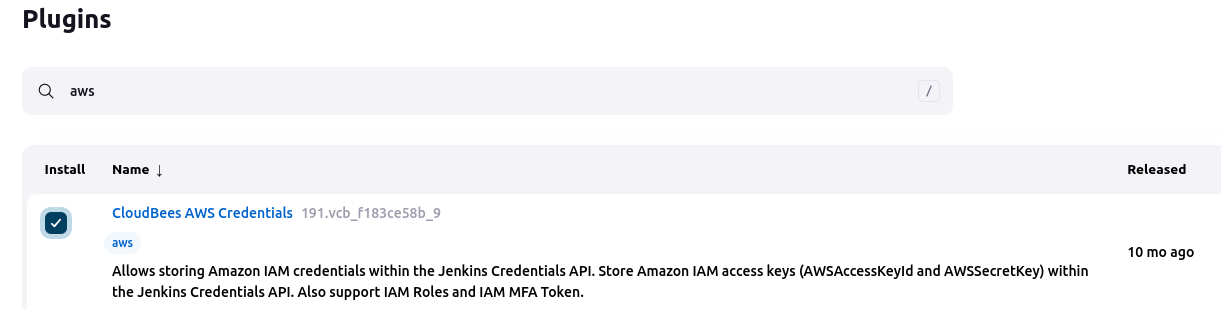 Plugins
aws /
Install Name ↓ Released
CloudBees AWS Credentials 191.vcb_f183ce58b_9
aws
10 mo ago
Allows storing Amazon IAM credentials within the Jenkins Credentials API. Store Amazon IAM access keys (AWSAccessKeyId and AWSSecretKey) within
the Jenkins Credentials API. Also support IAM Roles and IAM MFA Token.